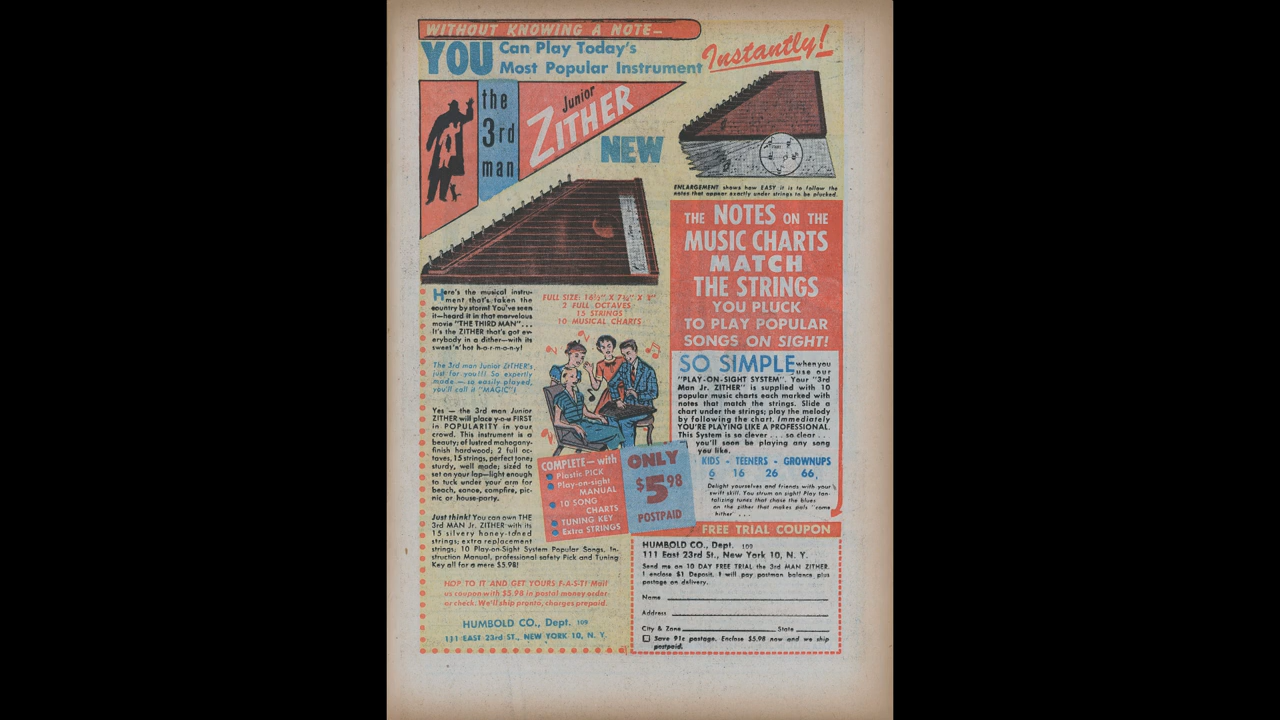 WITHOUT KNOWING A NOTE—
YOU Can Play Today's
Most Popular Instrument
Instantly!
the
3rd
man
Junior
ZITHER
NEW
ENLARGEMENT shows how EASY it is to follow the
notes that appear exactly under strings to be plucked.
THE NOTES ON THE
MUSIC CHARTS
MATCH
THE STRINGS
YOU PLUCK
TO PLAY POPULAR
SONGS ON SIGHT!
Here's the musical instru-
ment that's taken the
country by storm! You've seen
it—heard it in that marvelous
movie "THE THIRD MAN"...
It's the ZITHER that's got ev-
erybody in a dither—with its
sweet 'n' hot h-a-r-m-o-n-y!
The 3rd man Junior ZITHER's
just for you!!! So expertly
made — so easily played,
you'll call it "MAGIC"!
Yes — the 3rd man Junior
ZITHER will place y-o-u FIRST
in POPULARITY in your
crowd. This instrument is a
beauty; of lustred mahogany-
finish hardwood; 2 full oc-
taves, 15 strings, perfect tone;
sturdy, well made; sized to
set on your lap—light enough
to tuck under your arm for
beach, canoe, campfire, pic-
nic or house-party.
Just think! You can own THE
3rd MAN Jr. ZITHER with its
15 silvery honey-toned
strings; extra replacement
strings, 10 Play-on-Sight System Popular Songs, In-
struction Manual, professional safety Pick and Tuning
Key all for a mere $5.98!
HOP TO IT AND GET YOURS F-A-S-T! Mail
us coupon with $5.98 in postal money order
or check. We'll ship pronto, charges prepaid.
HUMBOLD CO., Dept. 109
111 EAST 23rd ST., NEW YORK 10, N. Y.
FULL SIZE: 16½" X 7¾" X
2 FULL OCTAVES
15 STRINGS
10 MUSICAL CHARTS
COMPLETE—with
Plastic PICK
Play-on-sight
MANUAL
10 SONG
CHARTS
TUNING KEY
Extra STRINGS
ONLY
$5.98
POSTPAID
SO SIMPLE when you
use our
"PLAY-ON-SIGHT SYSTEM". Your "3rd
Man Jr. ZITHER" is supplied with 10
popular music charts each marked with
notes that match the strings. Slide a
chart under the strings; play the melody
by following the chart. Immediately
YOU'RE PLAYING LIKE A PROFESSIONAL.
This System is so clever . . . so clear . .
you'll soon be playing any song
you like.
KIDS - TEENERS - GROWNUPS
6 16 26 66,
Delight yourselves and friends with your
swift skill. You strum on sight! Play tan-
talizing tunes that chase the blues
on the zither that makes pals "come
hither" . . .
FREE TRIAL COUPON
HUMBOLD CO., Dept. 109
111 East 23rd St., New York 10, N. Y.
Send me on 10 DAY FREE TRIAL the 3rd MAN ZITHER.
I enclose $1 Deposit. I will pay postman balance plus
postage on delivery.
Name
Address
City & Zone State
Save 91c postage. Enclose $5.98 now and we ship
postpaid.